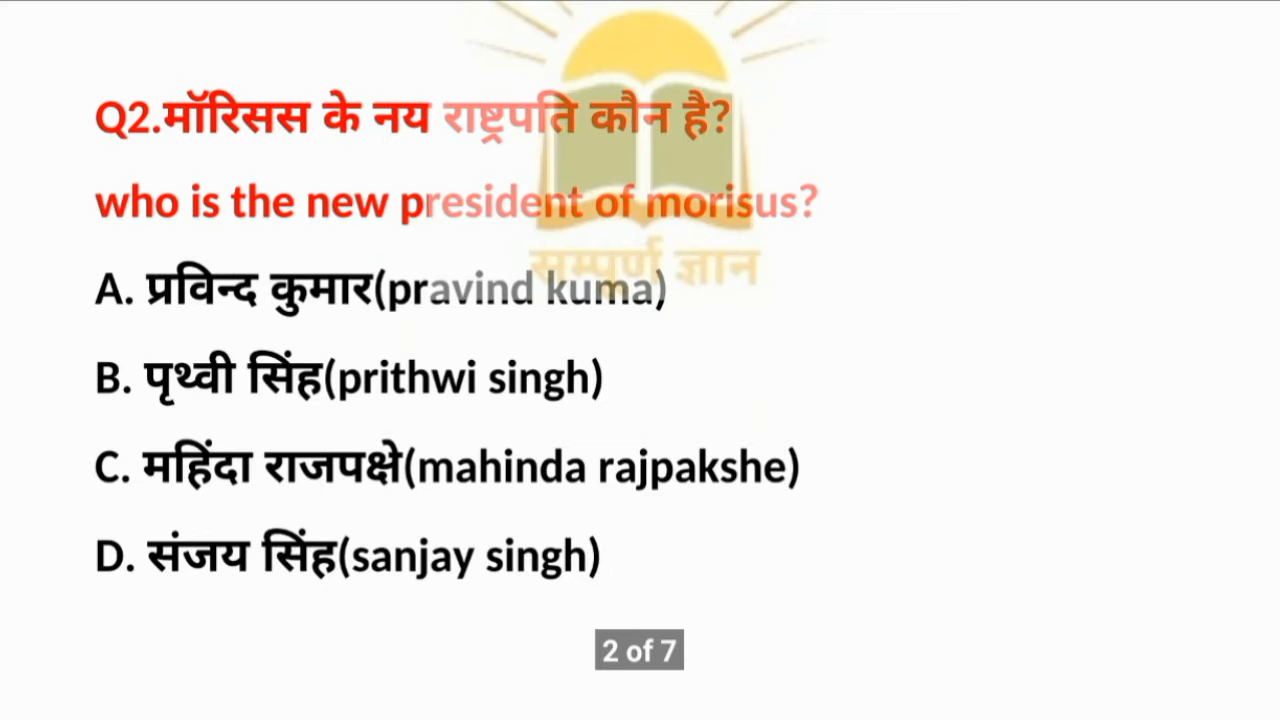 Q2.मॉरिसस के नय राष्ट्रपति कौन है?
who is the new president of morisus?
सम्पूर्ण ज्ञान
A. प्रविन्द कुमार(pravind kuma)
B. पृथ्वी सिंह(prithwi singh)
C. महिंदा राजपक्षे(mahinda rajpakshe)
D. संजय सिंह(sanjay singh)
2 of 7